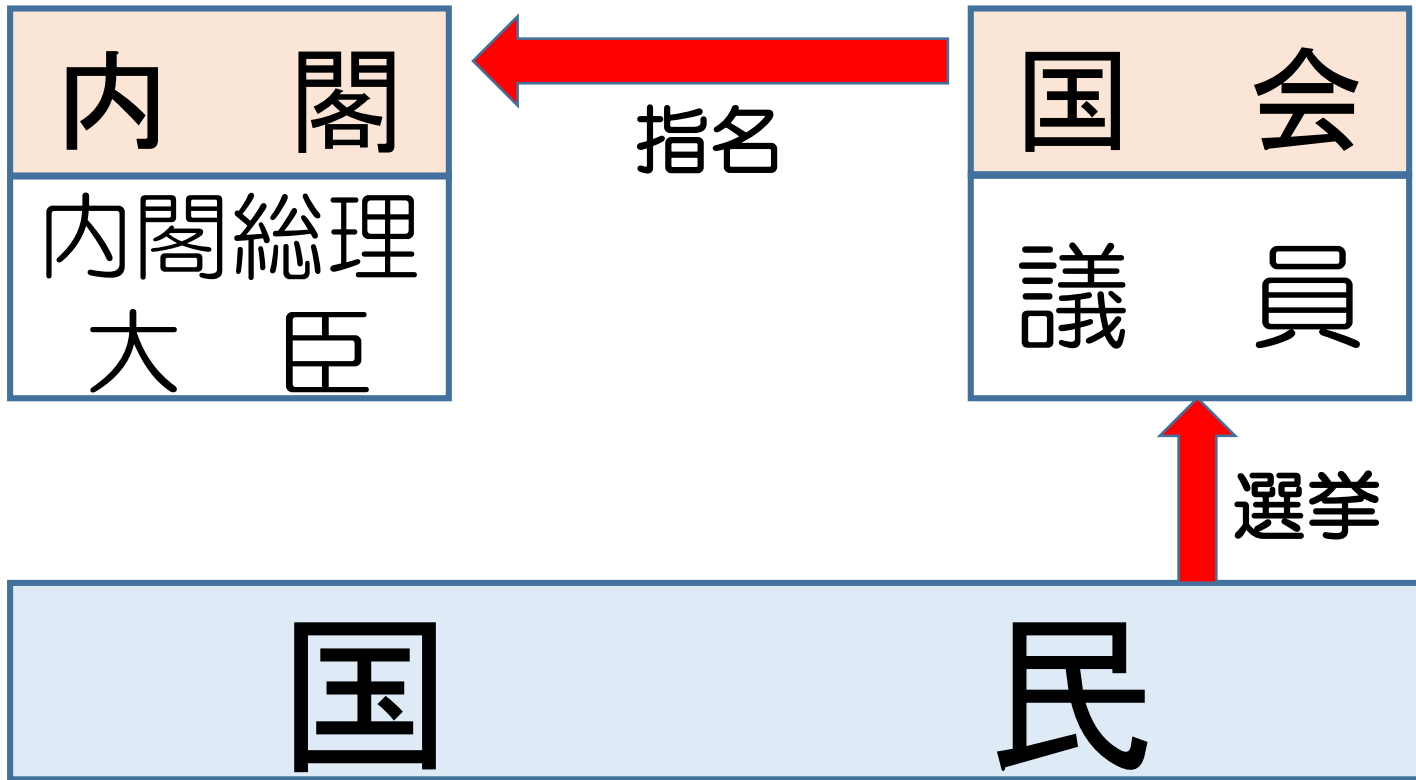 内　閣
内閣総理
大　臣
指名
国　会
議　員
選挙
国　民